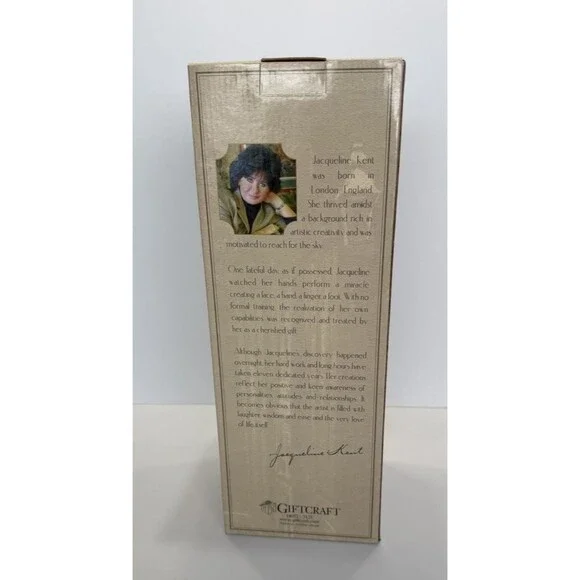 Jacqueline Kent
was born in
London, England.
She thrived amidst
a background rich in
artistic creativity and was
motivated to reach for the sky.
One fateful day, as if possessed, Jacqueline
watched her hands perform a miracle
creating a face, a hand, a finger, a foot. With no
formal training, the realization of her own
capabilities was recognized and treated by
her as a cherished gift.
Although Jacqueline's discovery happened
overnight, her hard work and long hours have
taken eleven dedicated years. Her creations
reflect her positive and keen awareness of
personalities, attitudes and relationships. It
becomes obvious that the artist is filled with
laughter, wisdom and ease and the very love
of life itself.
Jacqueline Kent
GIFTCRAFT